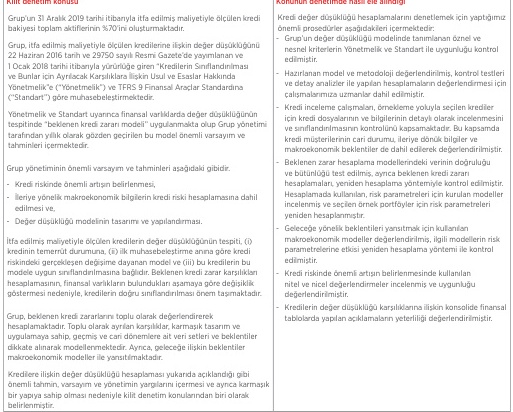 Kilit denetim konusu
Grup'un 31 Aralık 2019 tarihi itibarıyla itfa edilmiş maliyetiyle ölçülen kredi
bakiyesi toplam aktiflerinin %70'ini oluşturmaktadır.
Grup, itfa edilmiş maliyetiyle ölçülen kredilerine ilişkin değer düşüklüğünü
22 Haziran 2016 tarih ve 29750 sayılı Resmi Gazete'de yayımlanan ve
1 Ocak 2018 tarihi itibarıyla yürürlüğe giren "Kredilerin Sınıflandırılması
ve Bunlar için Ayrılacak Karşılıklara İlişkin Usul ve Esaslar Hakkında
Yönetmelik"e ("Yönetmelik") ve TFRS 9 Finansal Araçlar Standardına
("Standart") göre muhasebeleştirmektedir.
Yönetmelik ve Standart uyarınca finansal varlıklarda değer düşüklüğünün
tespitinde "beklenen kredi zararı modeli" uygulanmakta olup Grup yönetimi
tarafından yıllık olarak gözden geçirilen bu model önemli varsayım ve
tahminleri içermektedir.
Grup yönetiminin önemli varsayım ve tahminleri aşağıdaki gibidir.
- Kredi riskinde önemli artışın belirlenmesi,
- İleriye yönelik makroekonomik bilgilerin kredi riski hesaplamasına dahil
edilmesi ve,
- Değer düşüklüğü modelinin tasarımı ve yapılandırması.
İtfa edilmiş maliyetiyle ölçülen kredilerin değer düşüklüğünün tespiti, (i)
kredinin temerrüt durumuna, (ii) ilk muhasebeleştirme anına göre kredi
riskindeki gerçekleşen değişime dayanan model ve (iii) bu kredilerin bu
modele uygun sınıflandırılmasına bağlıdır. Beklenen kredi zarar karşılıkları
hesaplamasının, finansal varlıkların bulundukları aşamaya göre değişiklik
göstermesi nedeniyle, kredilerin doğru sınıflandırılması önem taşımaktadır.
Grup, beklenen kredi zararlarını toplu olarak değerlendirerek
hesaplamaktadır. Toplu olarak ayrılan karşılıklar, karmaşık tasarım ve
uygulamaya sahip, geçmiş ve cari dönemlere ait veri setleri ve beklentiler
dikkate alınarak modellenmektedir. Ayrıca, geleceğe ilişkin beklentiler
makroekonomik modeller ile yansıtılmaktadır.
Kredilere ilişkin değer düşüklüğü hesaplaması yukarıda açıklandığı gibi
önemli tahmin, varsayım ve yönetimin yargılarını içermesi ve ayrıca karmaşık
bir yapıya sahip olması nedeniyle kilit denetim konularından biri olarak
belirlenmiştir.
Konunun denetimde nasıl ele alındığı
Kredi değer düşüklüğü hesaplamalarını denetlemek için yaptığımız
önemli prosedürler aşağıdakileri içermektedir:
- Grup'un değer düşüklüğü modelinde tanımlanan öznel ve
nesnel kriterlerin Yönetmelik ve Standart ile uygunluğu kontrol
edilmiştir.
- Hazırlanan model ve metodoloji değerlendirilmiş, kontrol testleri
ve detay analizler ile yapılan hesaplamaların değerlendirmesi için
çalışmalarımıza uzmanlar dahil edilmiştir.
- Kredi inceleme çalışmaları, örnekleme yoluyla seçilen krediler
için kredi dosyalarının ve bilgilerinin detaylı olarak incelenmesini
ve sınıflandırılmasının kontrolünü kapsamaktadır. Bu kapsamda
kredi müşterilerinin cari durumu, ileriye dönük bilgiler ve
makroekonomik beklentiler de dahil edilerek değerlendirilmiştir.
- Beklenen zarar hesaplama modellerindeki verinin doğruluğu
ve bütünlüğü test edilmiş, ayrıca beklenen kredi zararı
hesaplamaları, yeniden hesaplama yöntemiyle kontrol edilmiştir.
Hesaplamada kullanılan, risk parametreleri için kurulan modeller
incelenmiş ve seçilen örnek portföyler için risk parametreleri
yeniden hesaplanmıştır.
- Geleceğe yönelik beklentileri yansıtmak için kullanılan
makroekonomik modeller değerlendirilmiş, ilgili modellerin risk
parametrelerine etkisi yeniden hesaplama yöntemi ile kontrol
edilmiştir.
- Kredi riskinde önemli artışın belirlenmesinde kullanılan
nitel ve nicel değerlendirmeler incelenmiş ve uygunluğu
değerlendirilmiştir.
- Kredilerin değer düşüklüğü karşılıklarına ilişkin konsolide finansal
tablolarda yapılan açıklamaların yeterliliği değerlendirilmiştir.